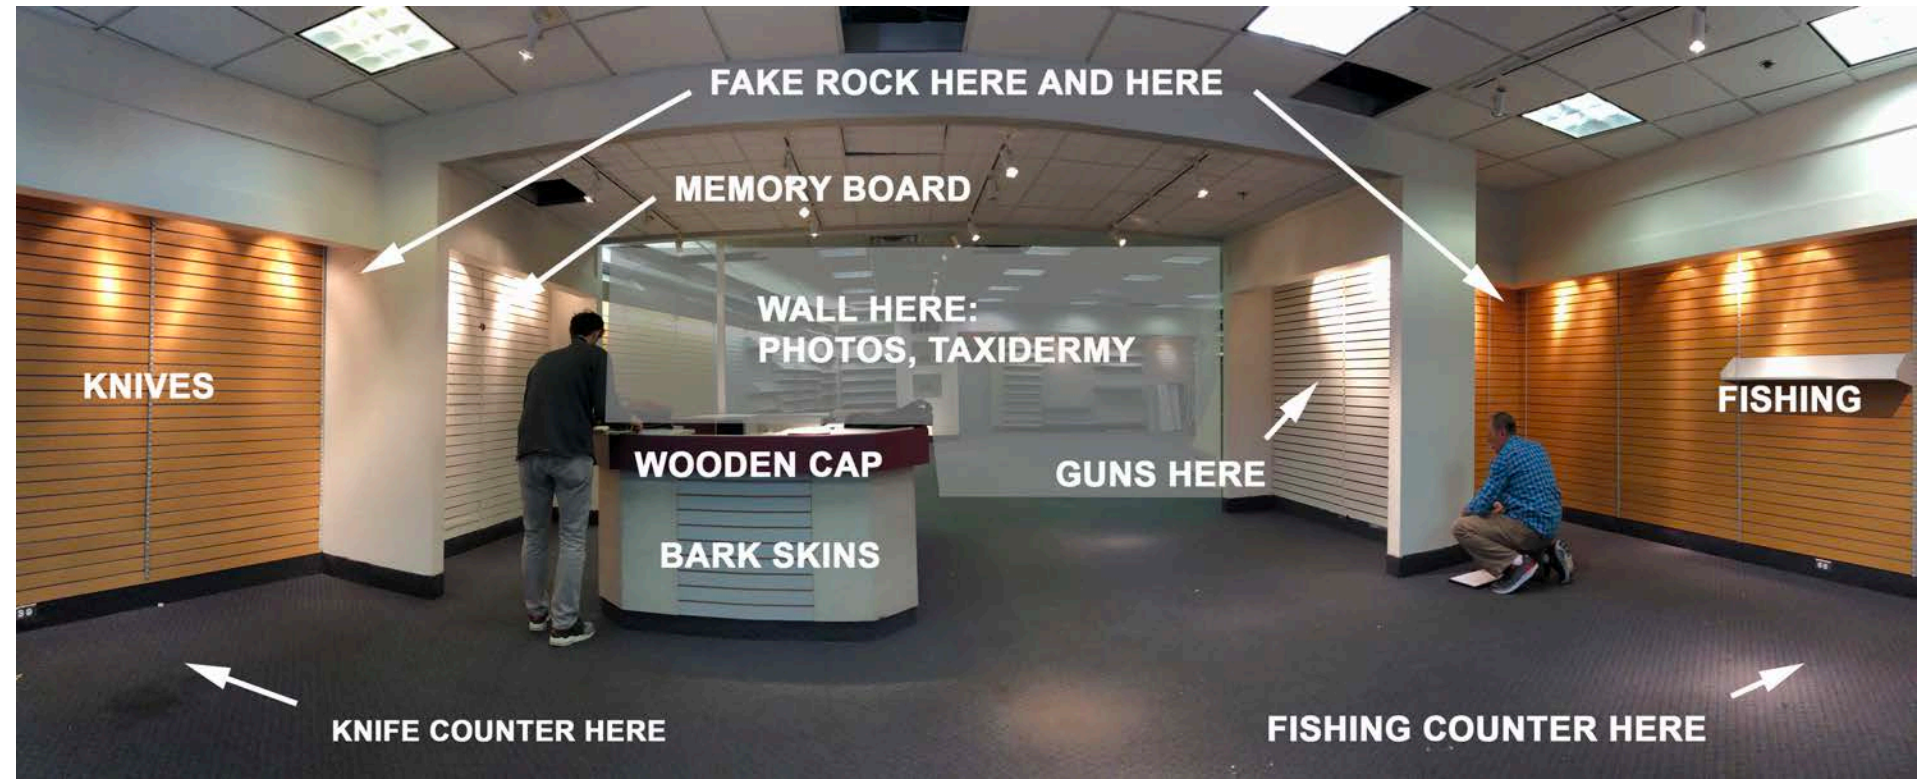 FAKE ROCK HERE AND HERE
MEMORY BOARD
WALL HERE:
PHOTOS, TAXIDERMY
KNIVES
FISHING
WOODEN CAP
GUNS HERE
BARK SKINS
KNIFE COUNTER HERE
FISHING COUNTER HERE